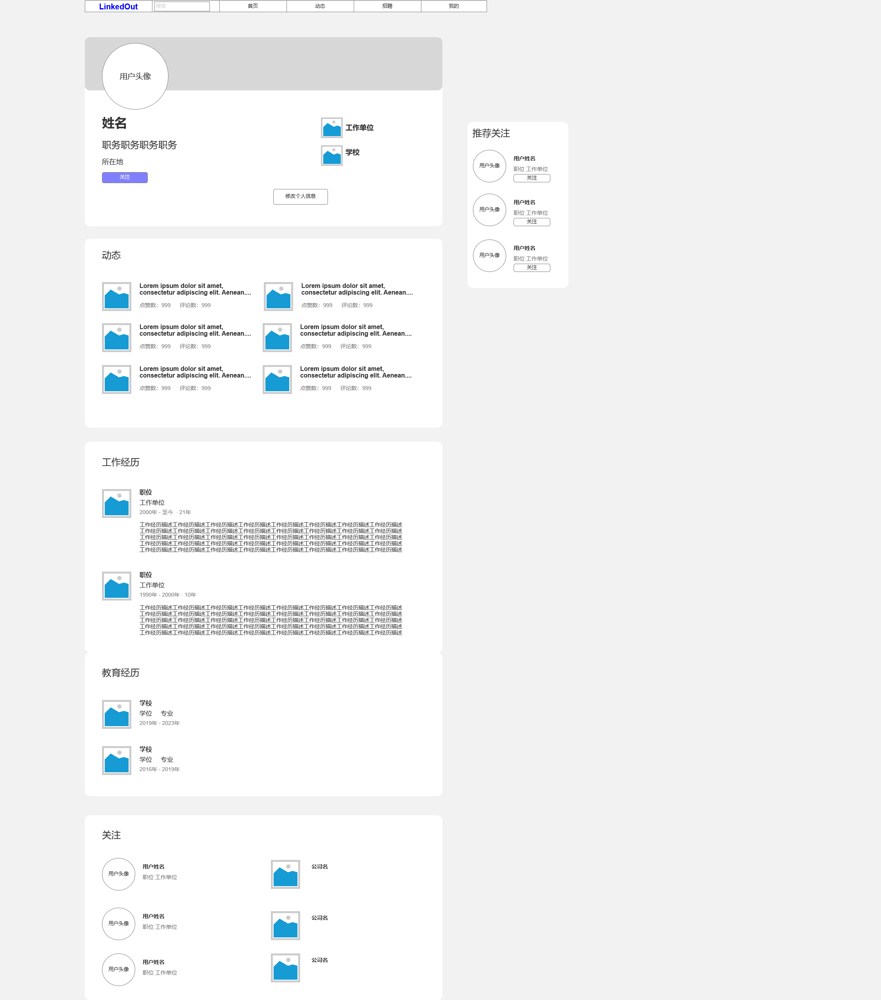 LinkedOut
搜索
首页
动态
招聘
我的
用户头像
姓名
职务职务职务职务
所在地
关注
工作单位
学校
修改个人信息
推荐关注
用户头像
用户姓名
职位 工作单位
关注
用户头像
用户姓名
职位 工作单位
关注
用户头像
用户姓名
职位 工作单位
关注
动态
Lorem ipsum dolor sit amet,
consectetur adipiscing elit. Aenean....
点赞数：999 评论数：999
Lorem ipsum dolor sit amet,
consectetur adipiscing elit. Aenean....
点赞数：999 评论数：999
Lorem ipsum dolor sit amet,
consectetur adipiscing elit. Aenean....
点赞数：999 评论数：999
Lorem ipsum dolor sit amet,
consectetur adipiscing elit. Aenean....
点赞数：999 评论数：999
Lorem ipsum dolor sit amet,
consectetur adipiscing elit. Aenean....
点赞数：999 评论数：999
Lorem ipsum dolor sit amet,
consectetur adipiscing elit. Aenean....
点赞数：999 评论数：999
工作经历
职位
工作单位
2000年 - 至今 · 21年
工作经历描述工作经历描述工作经历描述工作经历描述工作经历描述工作经历描述工作经历描述工作经历描述
工作经历描述工作经历描述工作经历描述工作经历描述工作经历描述工作经历描述工作经历描述工作经历描述
工作经历描述工作经历描述工作经历描述工作经历描述工作经历描述工作经历描述工作经历描述工作经历描述
工作经历描述工作经历描述工作经历描述工作经历描述工作经历描述工作经历描述工作经历描述工作经历描述
工作经历描述工作经历描述工作经历描述工作经历描述工作经历描述工作经历描述工作经历描述工作经历描述
职位
工作单位
1990年 - 2000年 · 10年
工作经历描述工作经历描述工作经历描述工作经历描述工作经历描述工作经历描述工作经历描述工作经历描述
工作经历描述工作经历描述工作经历描述工作经历描述工作经历描述工作经历描述工作经历描述工作经历描述
工作经历描述工作经历描述工作经历描述工作经历描述工作经历描述工作经历描述工作经历描述工作经历描述
工作经历描述工作经历描述工作经历描述工作经历描述工作经历描述工作经历描述工作经历描述工作经历描述
工作经历描述工作经历描述工作经历描述工作经历描述工作经历描述工作经历描述工作经历描述工作经历描述
教育经历
学校
学位 专业
2019年 - 2023年
学校
学位 专业
2016年 - 2019年
关注
用户头像
用户姓名
职位 工作单位
公司名
用户头像
用户姓名
职位 工作单位
公司名
用户头像
用户姓名
职位 工作单位
公司名